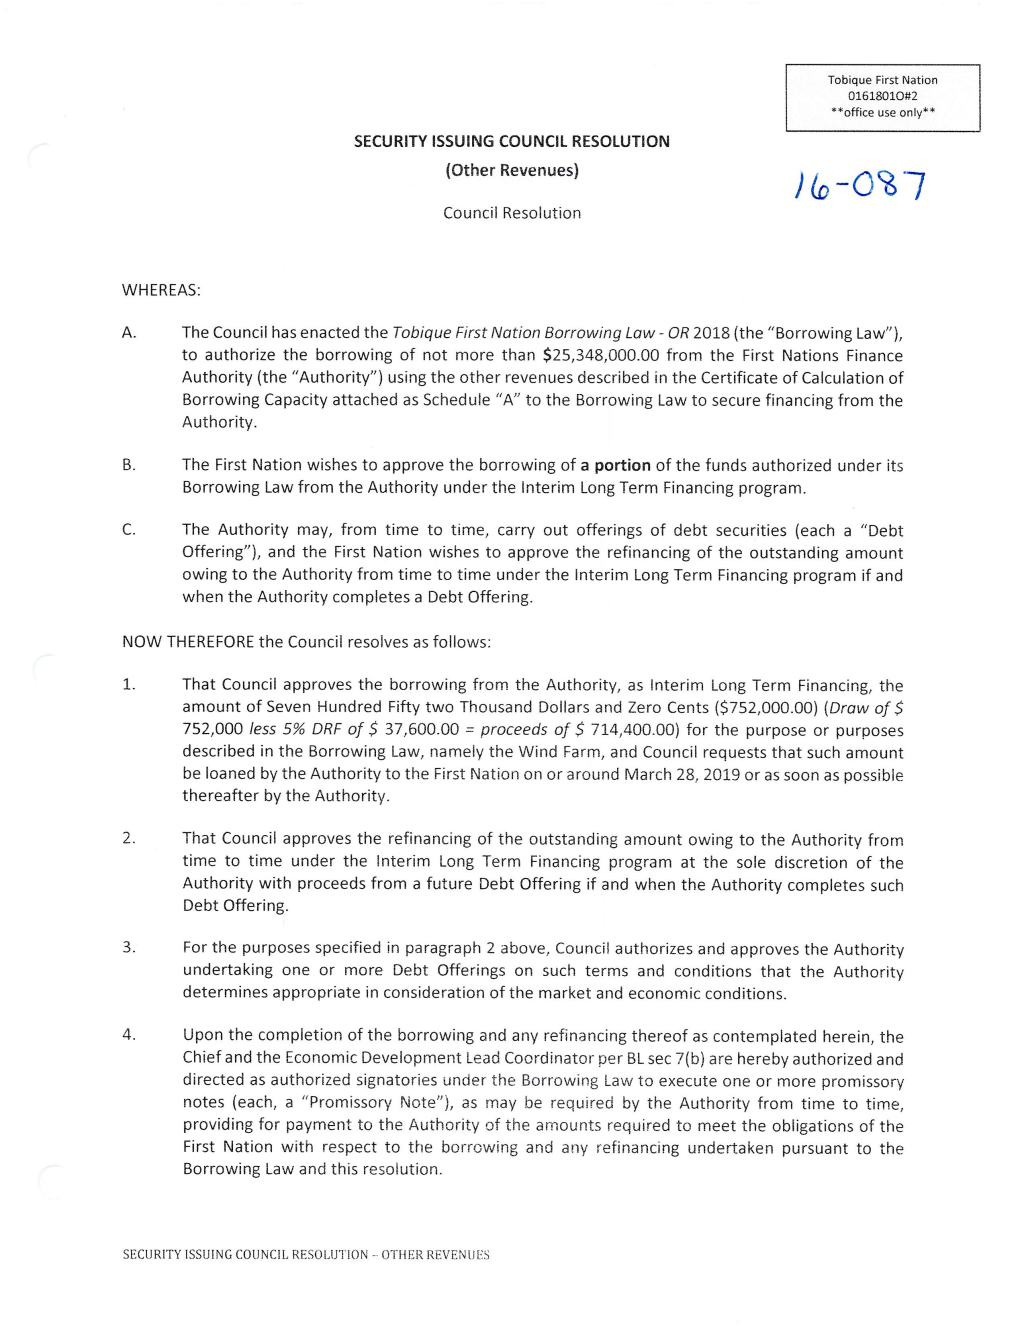 Tobique First Nation
0161801O#2
**office use only**
SECURITY ISSUING COUNCIL RESOLUTION
(Other Revenues)
16-087
Council Resolution
WHEREAS:
A. The Council has enacted the Tobique First Nation Borrowing Law - OR 2018 (the "Borrowing Law"),
to authorize the borrowing of not more than $25,348,000.00 from the First Nations Finance
Authority (the "Authority") using the other revenues described in the Certificate of Calculation of
Borrowing Capacity attached as Schedule "A" to the Borrowing Law to secure financing from the
Authority.
B. The First Nation wishes to approve the borrowing of a portion of the funds authorized under its
Borrowing Law from the Authority under the Interim Long Term Financing program.
C. The Authority may, from time to time, carry out offerings of debt securities (each a "Debt
Offering"), and the First Nation wishes to approve the refinancing of the outstanding amount
owing to the Authority from time to time under the Interim Long Term Financing program if and
when the Authority completes a Debt Offering.
NOW THEREFORE the Council resolves as follows:
1. That Council approves the borrowing from the Authority, as Interim Long Term Financing, the
amount of Seven Hundred Fifty two Thousand Dollars and Zero Cents ($752,000.00) (Draw of $
752,000 less 5% DRF of $ 37,600.00 = proceeds of $ 714,400.00) for the purpose or purposes
described in the Borrowing Law, namely the Wind Farm, and Council requests that such amount
be loaned by the Authority to the First Nation on or around March 28, 2019 or as soon as possible
thereafter by the Authority.
2. That Council approves the refinancing of the outstanding amount owing to the Authority from
time to time under the Interim Long Term Financing program at the sole discretion of the
Authority with proceeds from a future Debt Offering if and when the Authority completes such
Debt Offering.
3. For the purposes specified in paragraph 2 above, Council authorizes and approves the Authority
undertaking one or more Debt Offerings on such terms and conditions that the Authority
determines appropriate in consideration of the market and economic conditions.
4. Upon the completion of the borrowing and any refinancing thereof as contemplated herein, the
Chief and the Economic Development Lead Coordinator per BL sec 7(b) are hereby authorized and
directed as authorized signatories under the Borrowing Law to execute one or more promissory
notes (each, a "Promissory Note"), as may be required by the Authority from time to time,
providing for payment to the Authority of the amounts required to meet the obligations of the
First Nation with respect to the borrowing and any refinancing undertaken pursuant to the
Borrowing Law and this resolution.
SECURITY ISSUING COUNCIL RESOLUTION – OTHER REVENUES